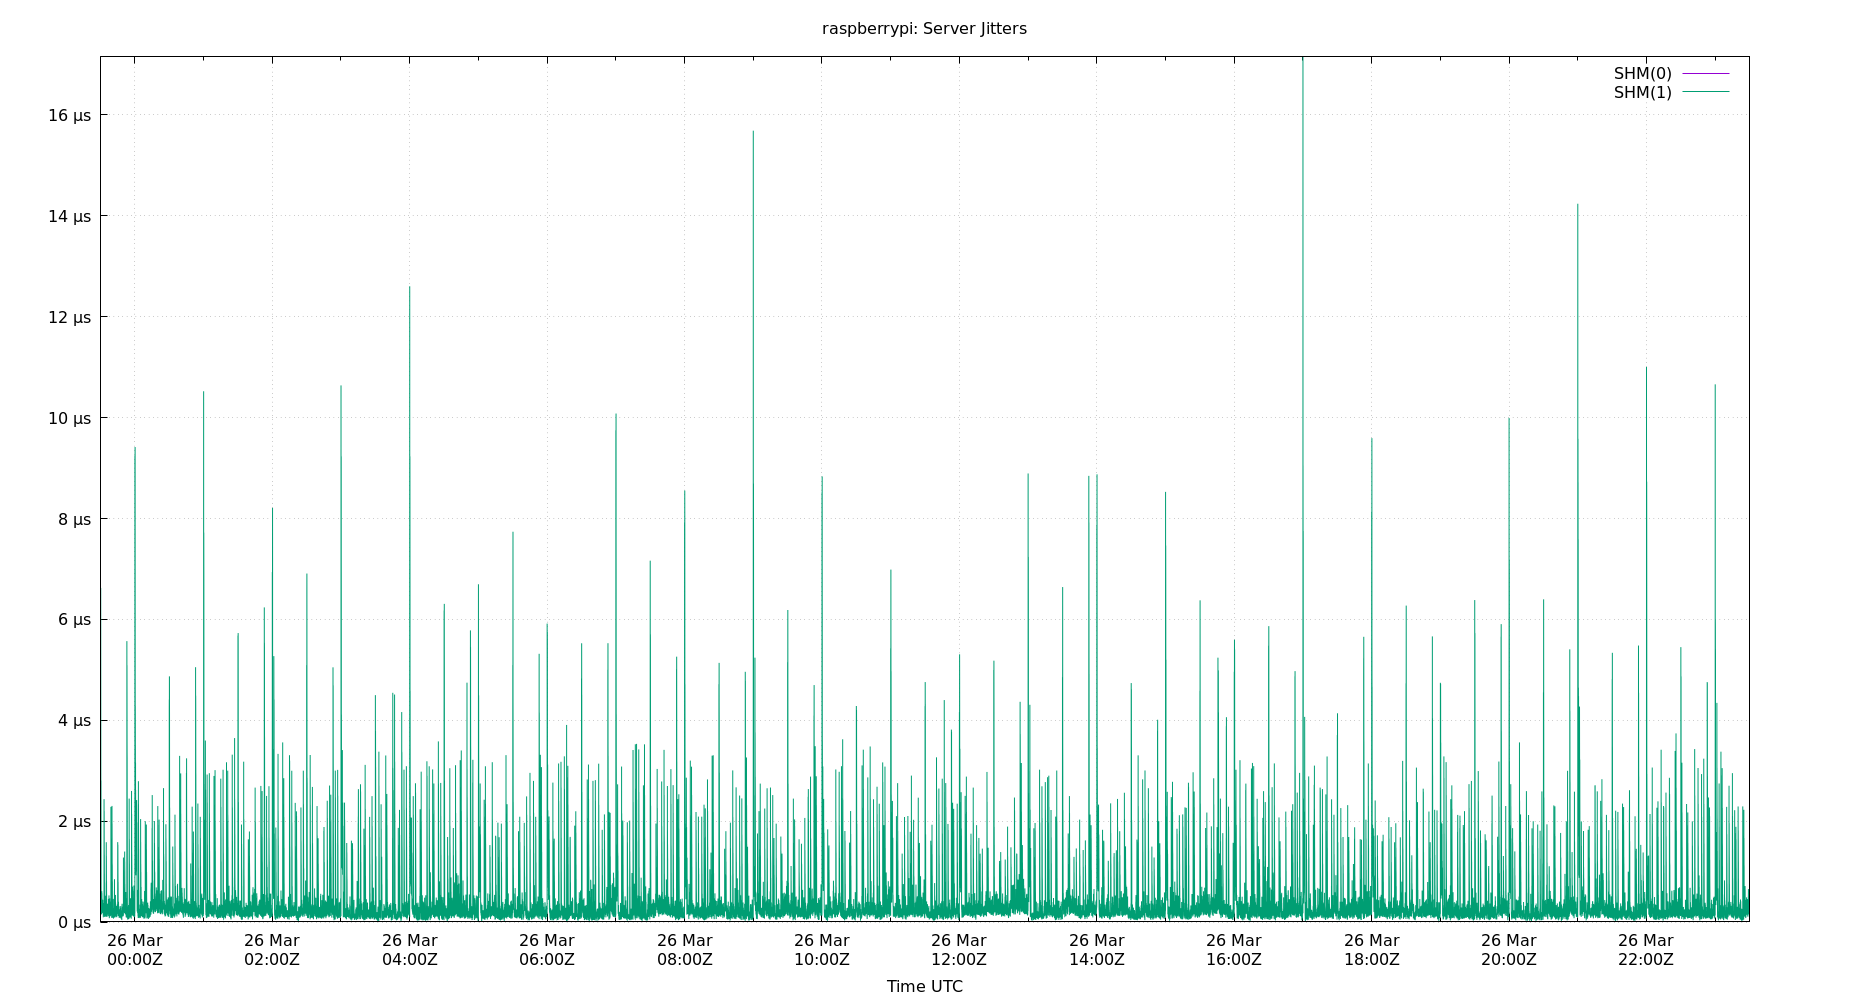 raspberrypi: Server Jitters
SHM(0)
SHM(1)
16 µs
14 µs
12 µs
10 µs
8 µs
6 µs
4 µs
2 µs
0 µs
26 Mar 26 Mar 26 Mar 26 Mar 26 Mar 26 Mar 26 Mar 26 Mar 26 Mar 26 Mar 26 Mar 26 Mar
00:00Z 02:00Z 04:00Z 06:00Z 08:00Z 10:00Z 12:00Z 14:00Z 16:00Z 18:00Z 20:00Z 22:00Z
Time UTC